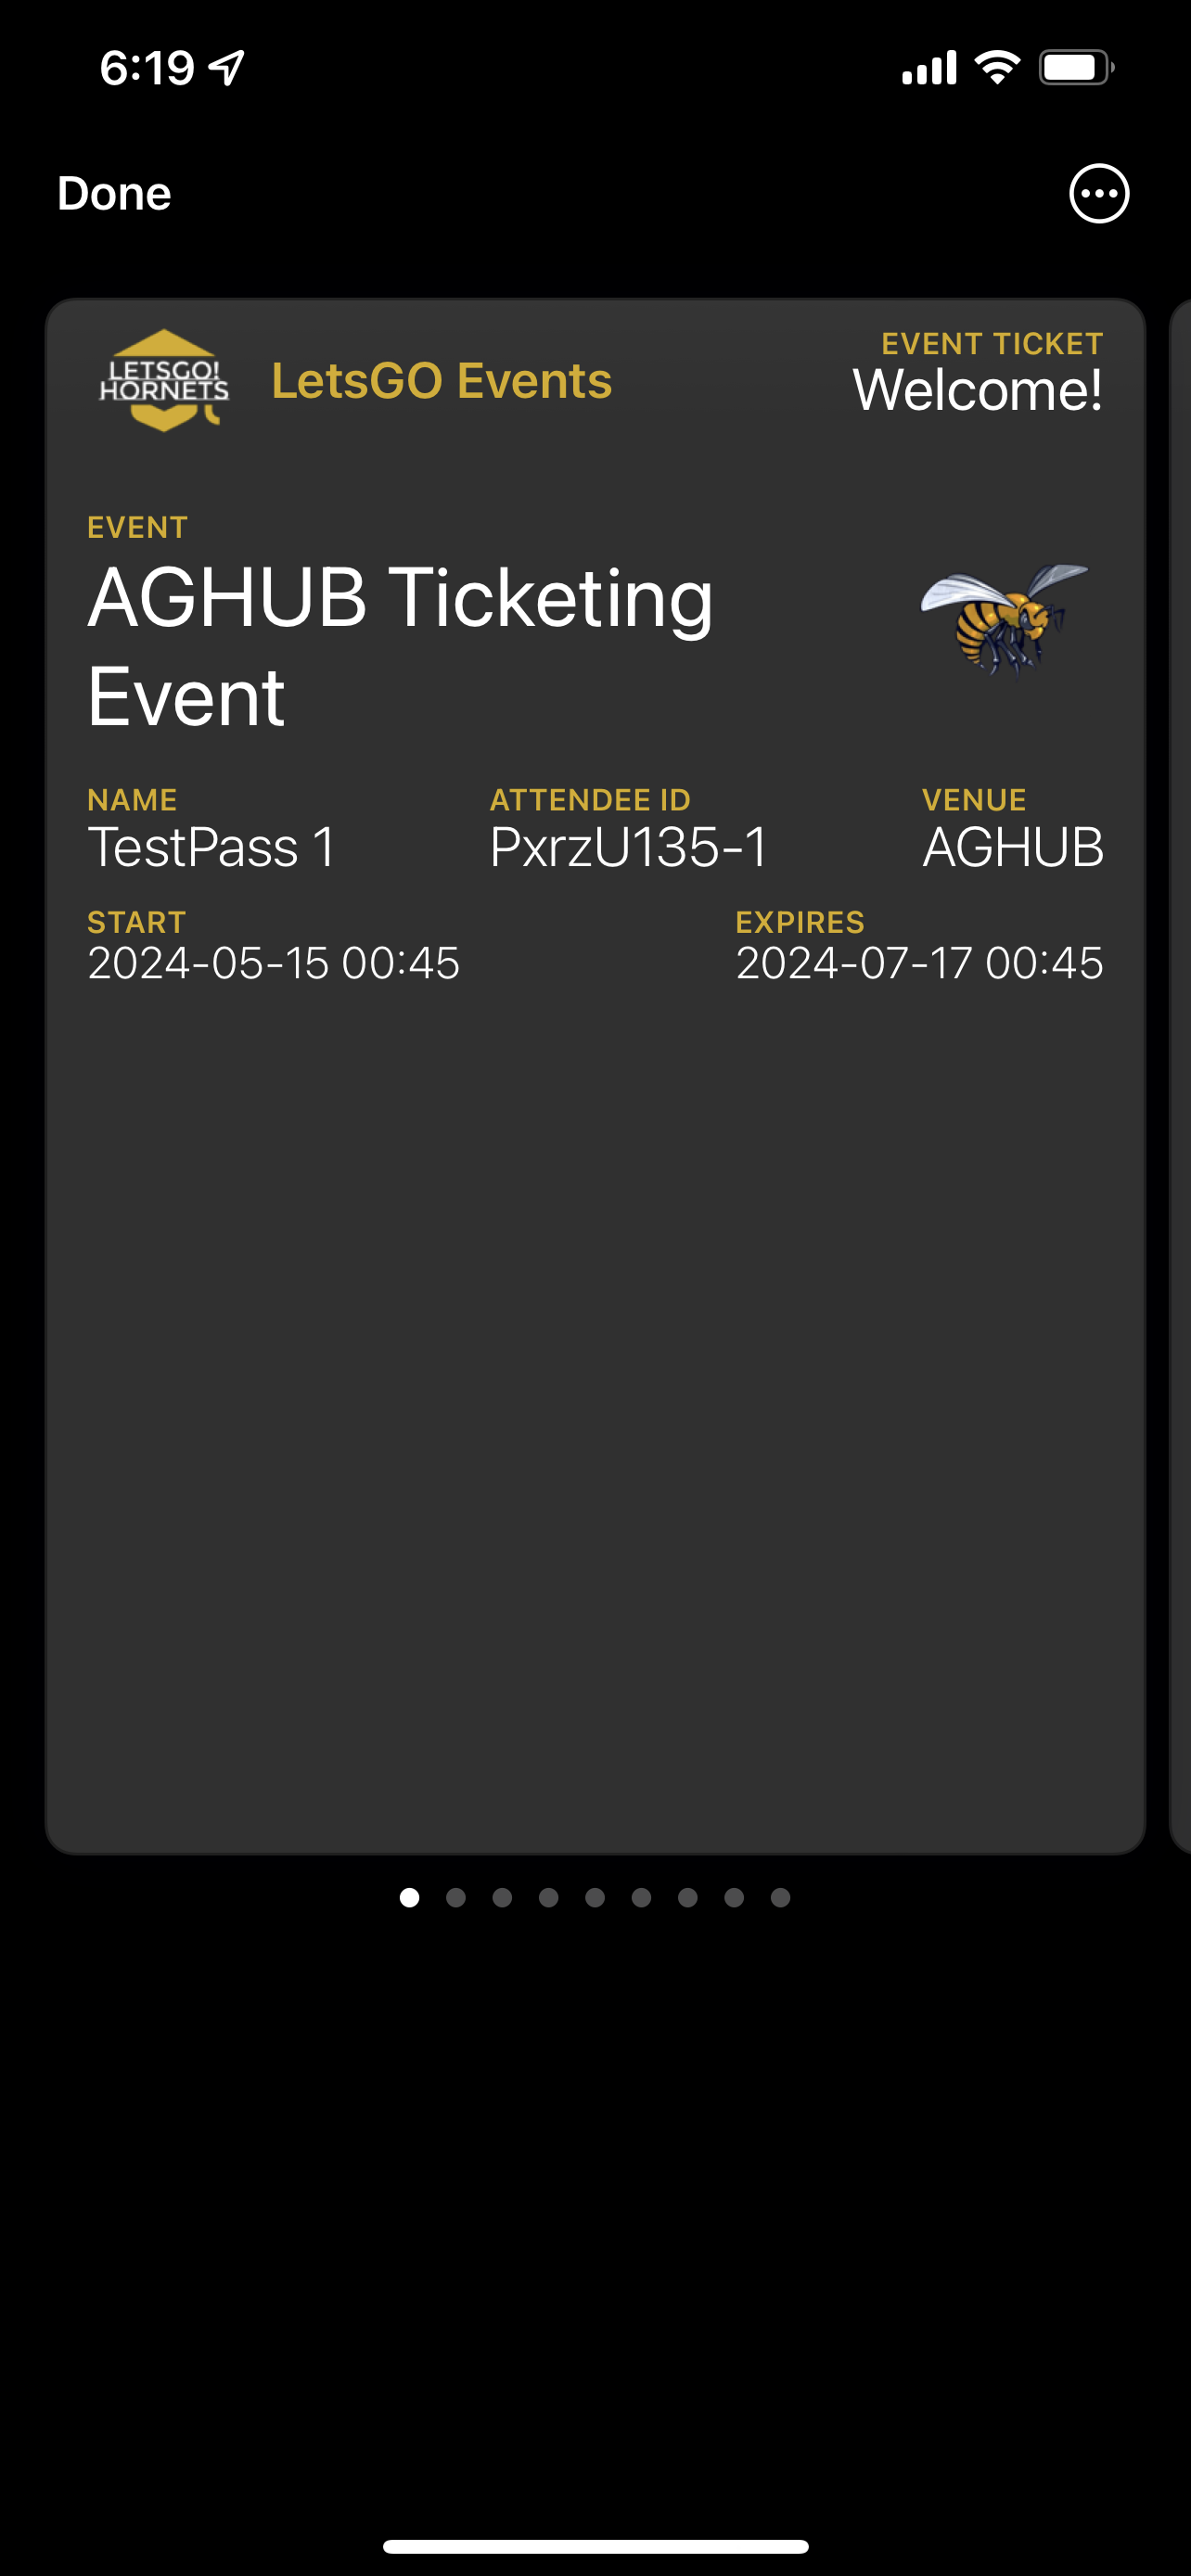 6:19
Done
LETSGO!
HORNETS
LetsGO Events
EVENT TICKET
Welcome!
EVENT
AGHUB Ticketing
Event
NAME
TestPass 1
ATTENDEE ID
PxrzU135-1
VENUE
AGHUB
START
2024-05-15 00:45
EXPIRES
2024-07-17 00:45